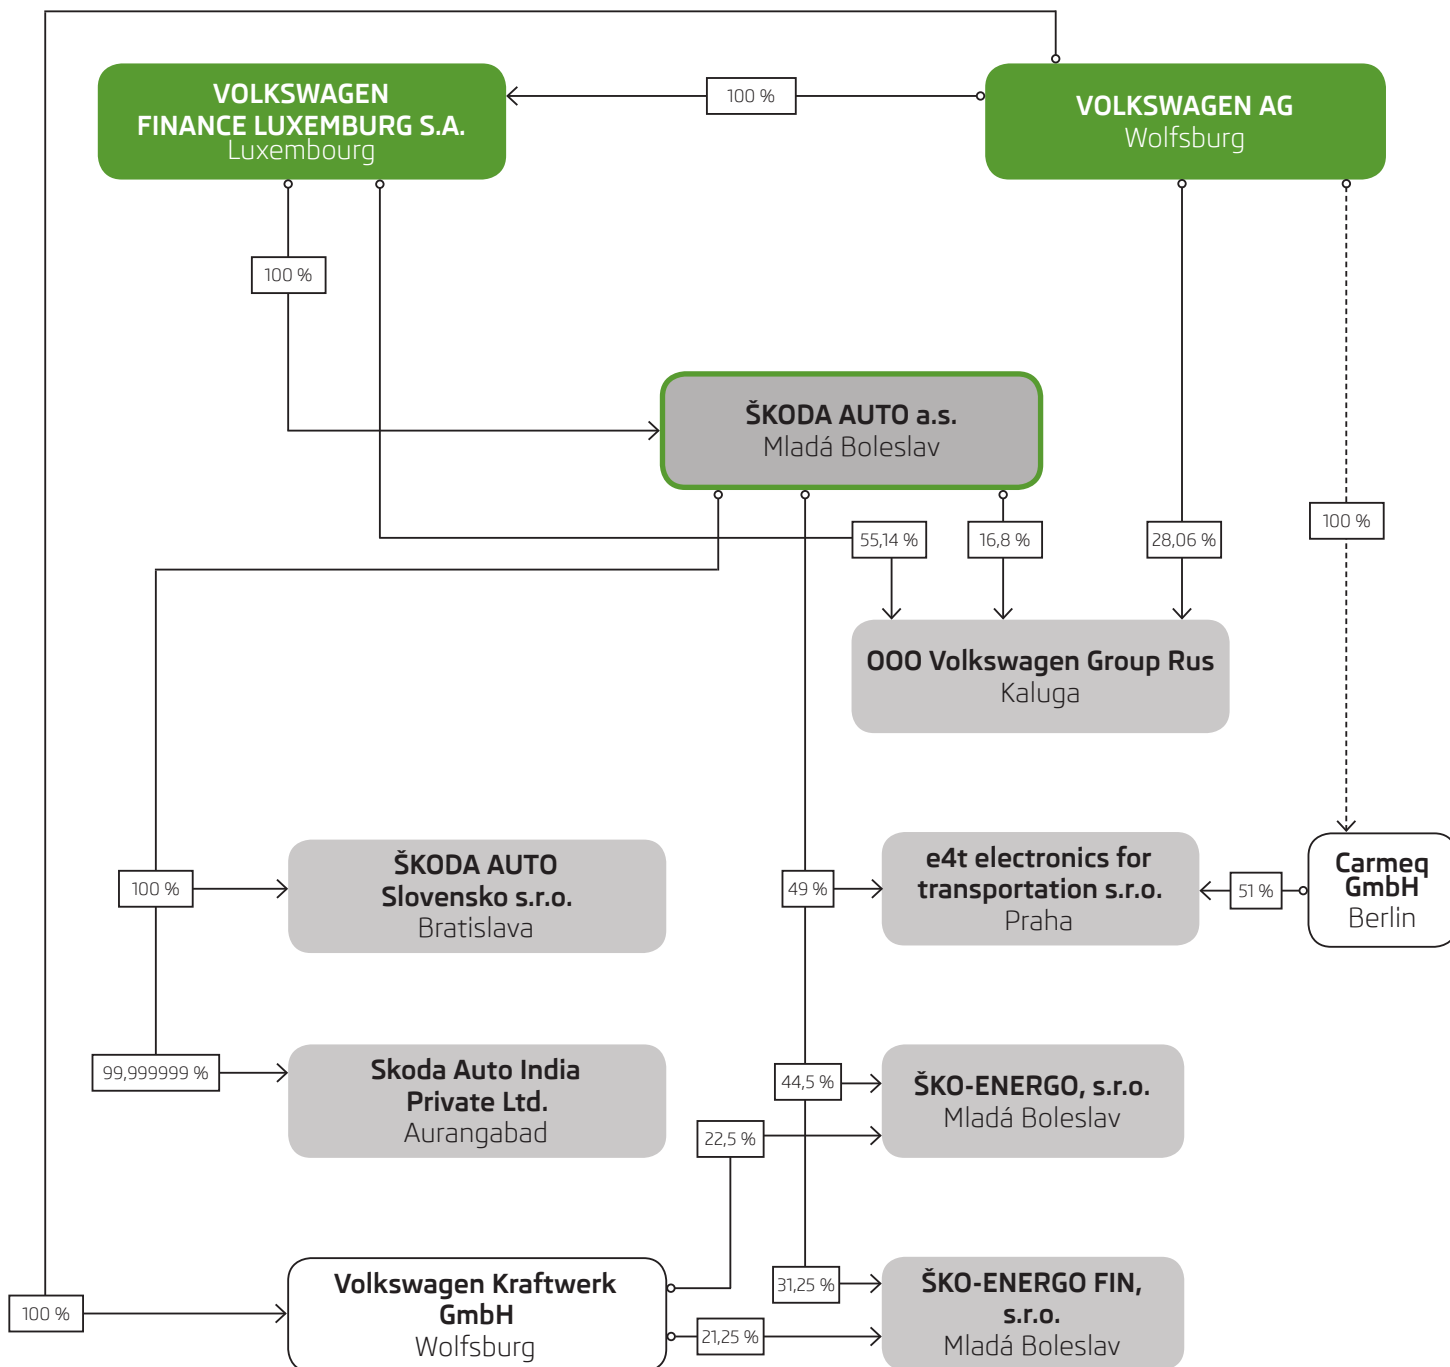 VOLKSWAGEN
FINANCE LUXEMBURG S.A.
Luxembourg
100 %
VOLKSWAGEN AG
Wolfsburg
100 %
ŠKODA AUTO a.s.
Mladá Boleslav
55,14 %
16,8 %
28,06 %
100 %
OOO Volkswagen Group Rus
Kaluga
100 %
ŠKODA AUTO
Slovensko s.r.o.
Bratislava
49 %
e4t electronics for
transportation s.r.o.
Praha
51 %
Carmeq
GmbH
Berlin
99,999999 %
Skoda Auto India
Private Ltd.
Aurangabad
44,5 %
22,5 %
ŠKO-ENERGO, s.r.o.
Mladá Boleslav
100 %
Volkswagen Kraftwerk
GmbH
Wolfsburg
31,25 %
21,25 %
ŠKO-ENERGO FIN,
s.r.o.
Mladá Boleslav